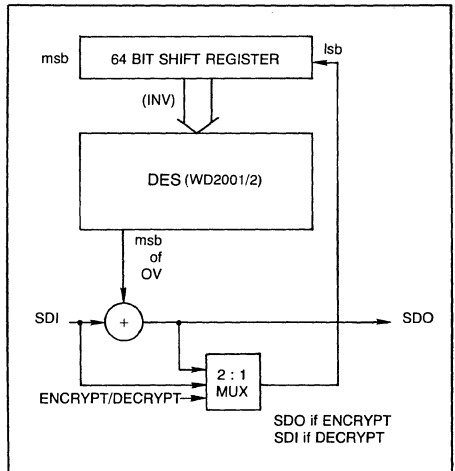 msb
64 BIT SHIFT REGISTER
lsb
(INV)
DES (WD2001/2)
msb
of
OV
SDI
+
SDO
2 : 1
MUX
ENCRYPT/DECRYPT
SDO if ENCRYPT
SDI if DECRYPT